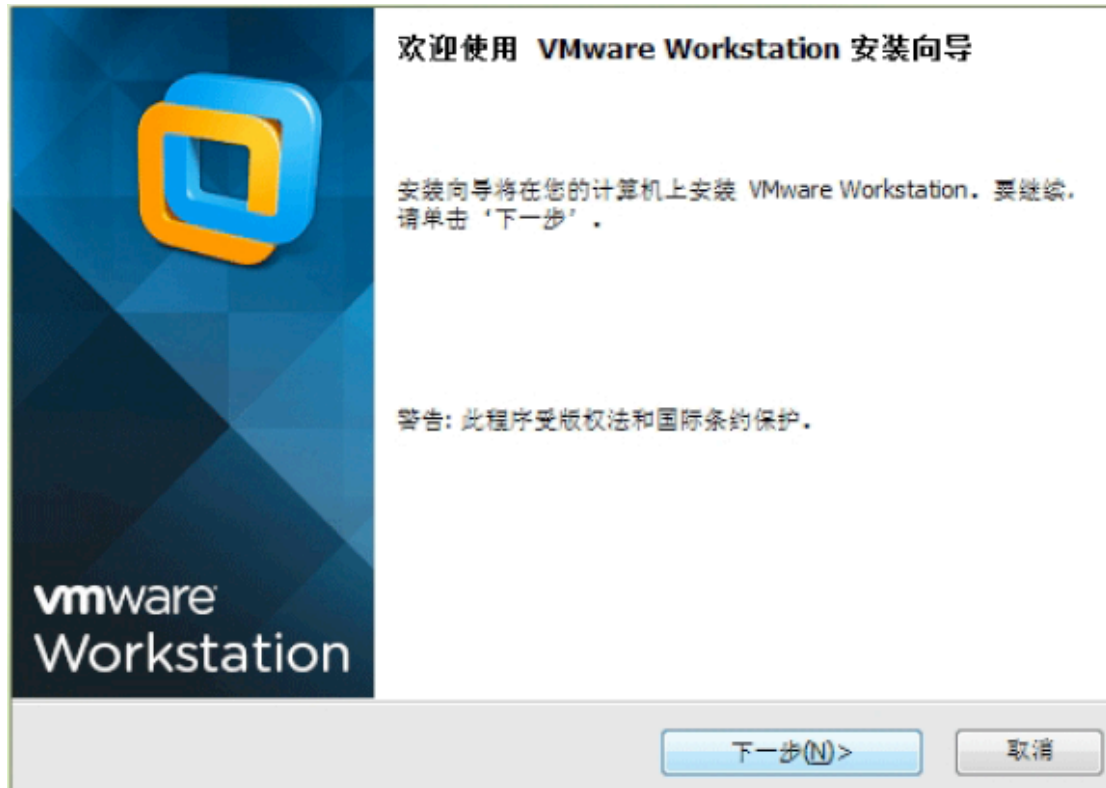 欢迎使用 VMware Workstation 安装向导
安装向导将在您的计算机上安装 VMware Workstation. 要继续.
请单击‘下一步’.
警告: 此程序受版权法和国际条约保护.
vmware
Workstation
下一步(N)>
取消